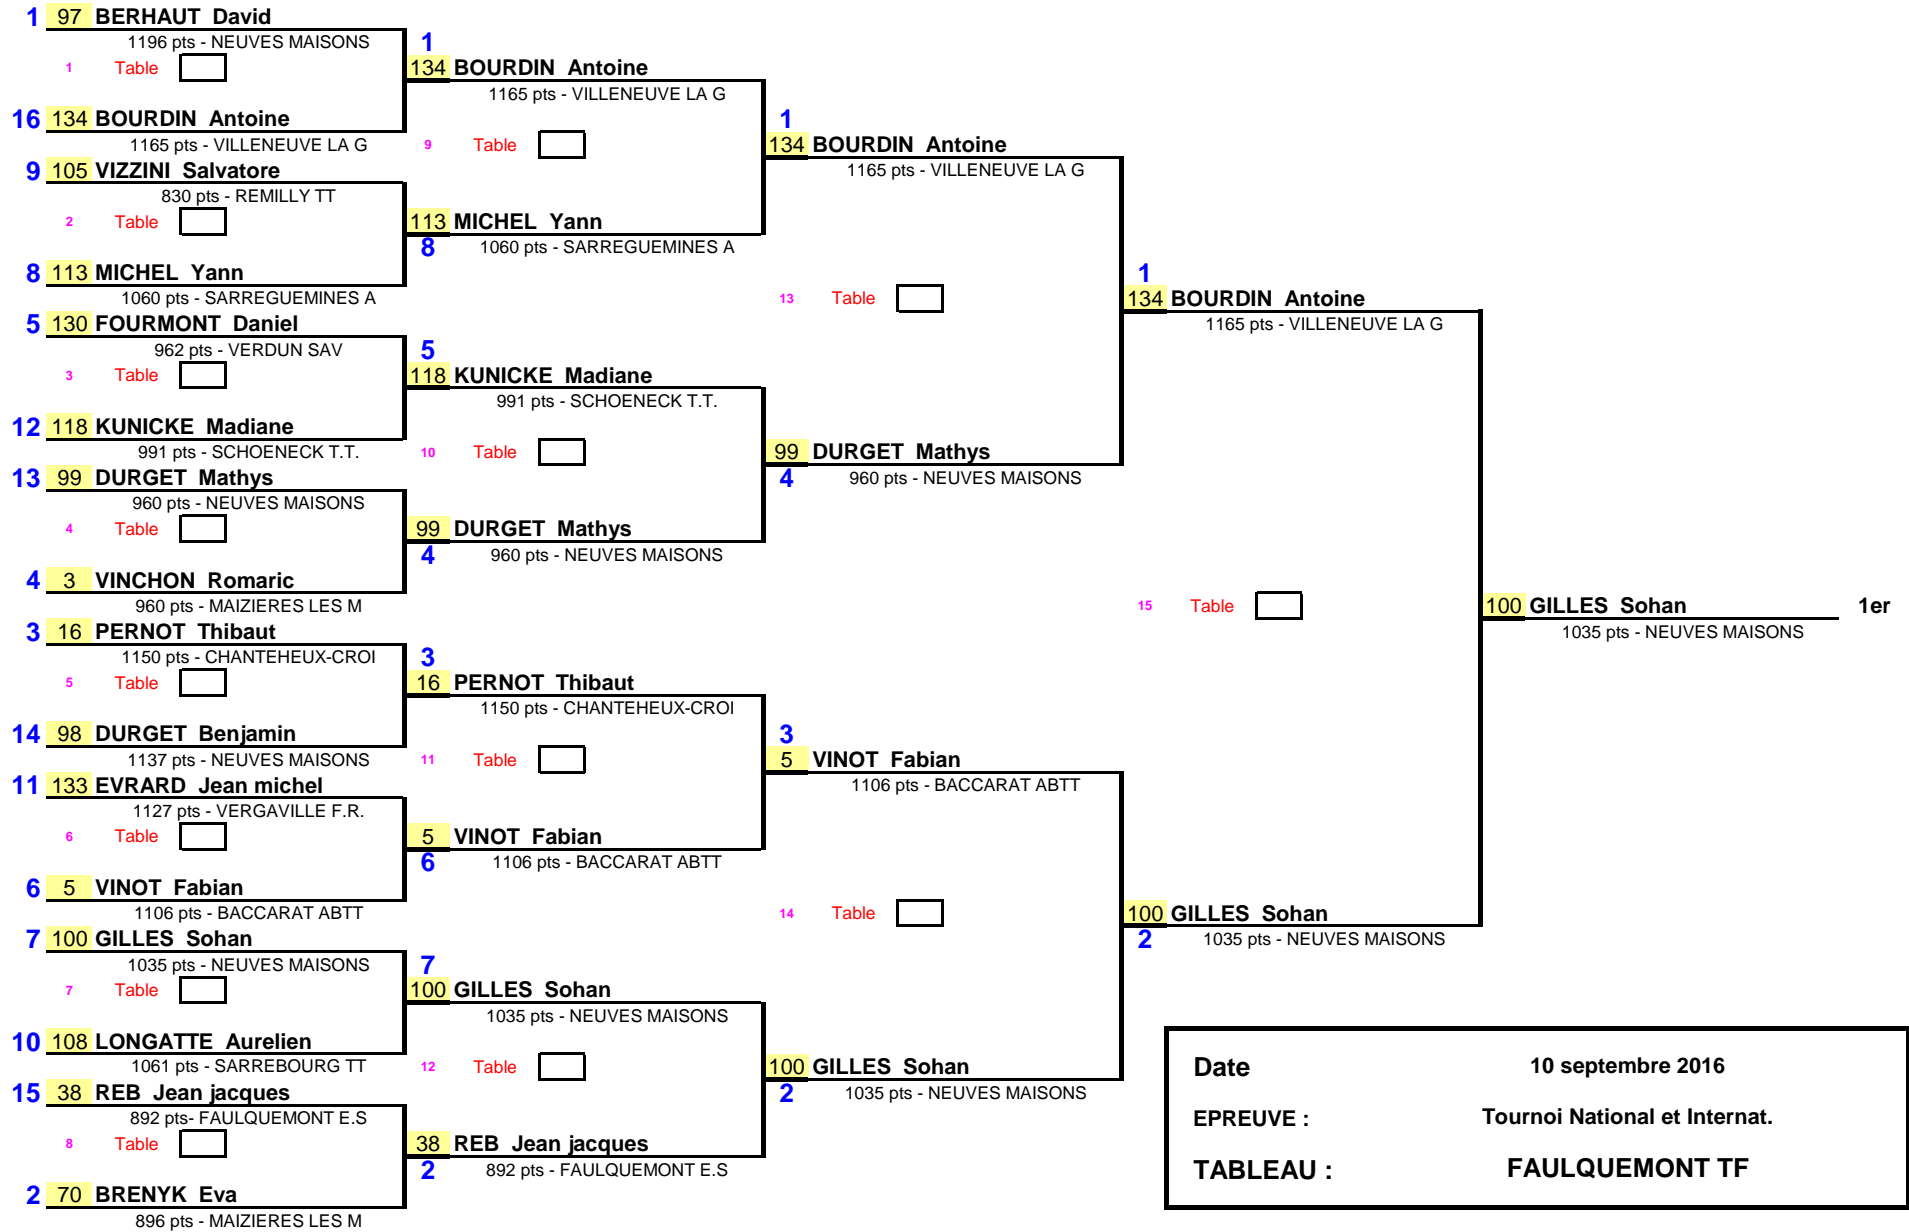 1 97 BERHAUT David
1196 pts - NEUVES MAISONS
1 Table
16 134 BOURDIN Antoine
1165 pts - VILLENEUVE LA G
9 105 VIZZINI Salvatore
830 pts - REMILLY TT
2 Table
8 113 MICHEL Yann
1060 pts - SARREGUEMINES A
5 130 FOURMONT Daniel
962 pts - VERDUN SAV
3 Table
12 118 KUNICKE Madiane
991 pts - SCHOENECK T.T.
13 99 DURGET Mathys
960 pts - NEUVES MAISONS
4 Table
4 3 VINCHON Romaric
960 pts - MAIZIERES LES M
3 16 PERNOT Thibaut
1150 pts - CHANTEHEUX-CROI
5 Table
14 98 DURGET Benjamin
1137 pts - NEUVES MAISONS
11 133 EVRARD Jean michel
1127 pts - VERGAVILLE F.R.
6 Table
6 5 VINOT Fabian
1106 pts - BACCARAT ABTT
7 100 GILLES Sohan
1035 pts - NEUVES MAISONS
7 Table
10 108 LONGATTE Aurelien
1061 pts - SARREBOURG TT
15 38 REB Jean jacques
892 pts- FAULQUEMONT E.S
8 Table
2 70 BRENYK Eva
896 pts - MAIZIERES LES M
1
134 BOURDIN Antoine
1165 pts - VILLENEUVE LA G
9 Table
113 MICHEL Yann
8 1060 pts - SARREGUEMINES A
5
118 KUNICKE Madiane
991 pts - SCHOENECK T.T.
10 Table
99 DURGET Mathys
4 960 pts - NEUVES MAISONS
3
16 PERNOT Thibaut
1150 pts - CHANTEHEUX-CROI
11 Table
5 VINOT Fabian
6 1106 pts - BACCARAT ABTT
7
100 GILLES Sohan
1035 pts - NEUVES MAISONS
12 Table
38 REB Jean jacques
2 892 pts - FAULQUEMONT E.S
1
134 BOURDIN Antoine
1165 pts - VILLENEUVE LA G
13 Table
99 DURGET Mathys
4 960 pts - NEUVES MAISONS
3
5 VINOT Fabian
1106 pts - BACCARAT ABTT
14 Table
100 GILLES Sohan
2 1035 pts - NEUVES MAISONS
1
134 BOURDIN Antoine
1165 pts - VILLENEUVE LA G
15 Table
100 GILLES Sohan
2 1035 pts - NEUVES MAISONS
100 GILLES Sohan 1er
1035 pts - NEUVES MAISONS
Date 10 septembre 2016
EPREUVE : Tournoi National et Internat.
TABLEAU : FAULQUEMONT TF